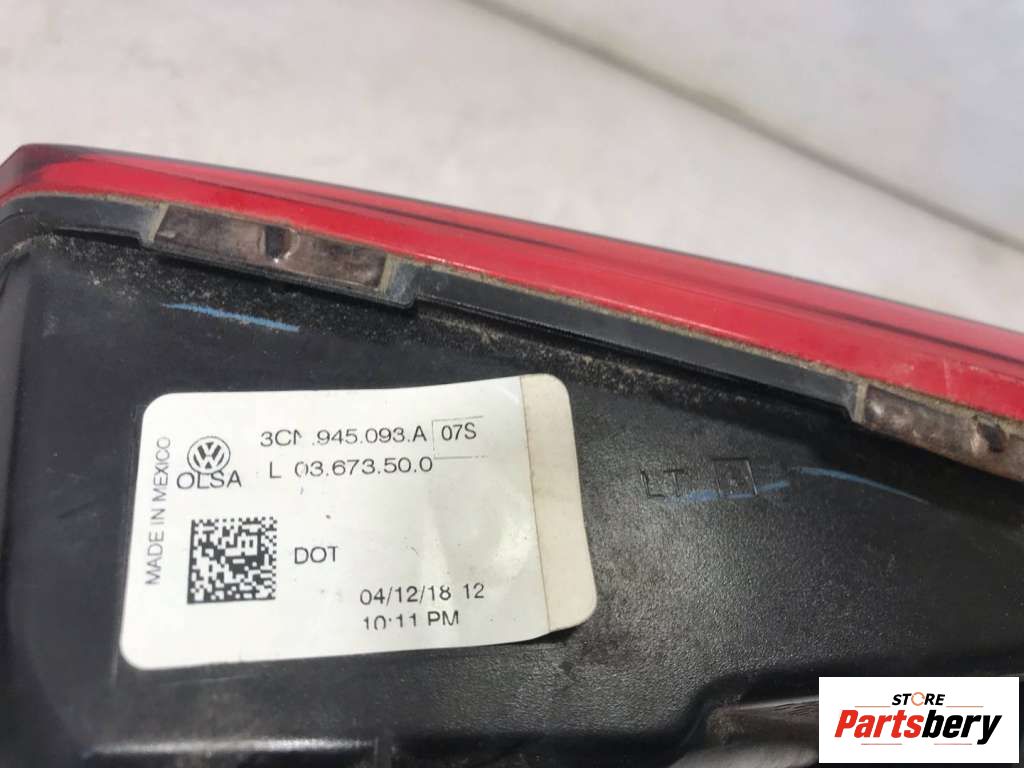 MADE IN MEXICO
OLSA
3CN.945.093.A 07S
L 03.673.50.0
DOT
04/12/18 12
10:11 PM
LT
STORE
Partsbery